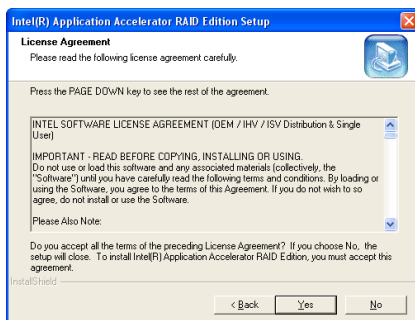 Intel(R) Application Accelerator RAID Edition Setup
License Agreement
Please read the following license agreement carefully.
Press the PAGE DOWN key to see the rest of the agreement.
INTEL SOFTWARE LICENSE AGREEMENT (OEM / IHV / ISV Distribution & Single
User)
IMPORTANT - READ BEFORE COPYING, INSTALLING OR USING.
Do not use or load this software and any associated materials (collectively, the
"Software") until you have carefully read the following terms and conditions. By loading or
using the Software, you agree to the terms of this Agreement. If you do not wish to so
agree, do not install or use the Software.
Please Also Note:
Do you accept all the terms of the preceding License Agreement? If you choose No, the
setup will close. To install Intel(R) Application Accelerator RAID Edition, you must accept this
agreement.
InstallShield
< Back Yes No